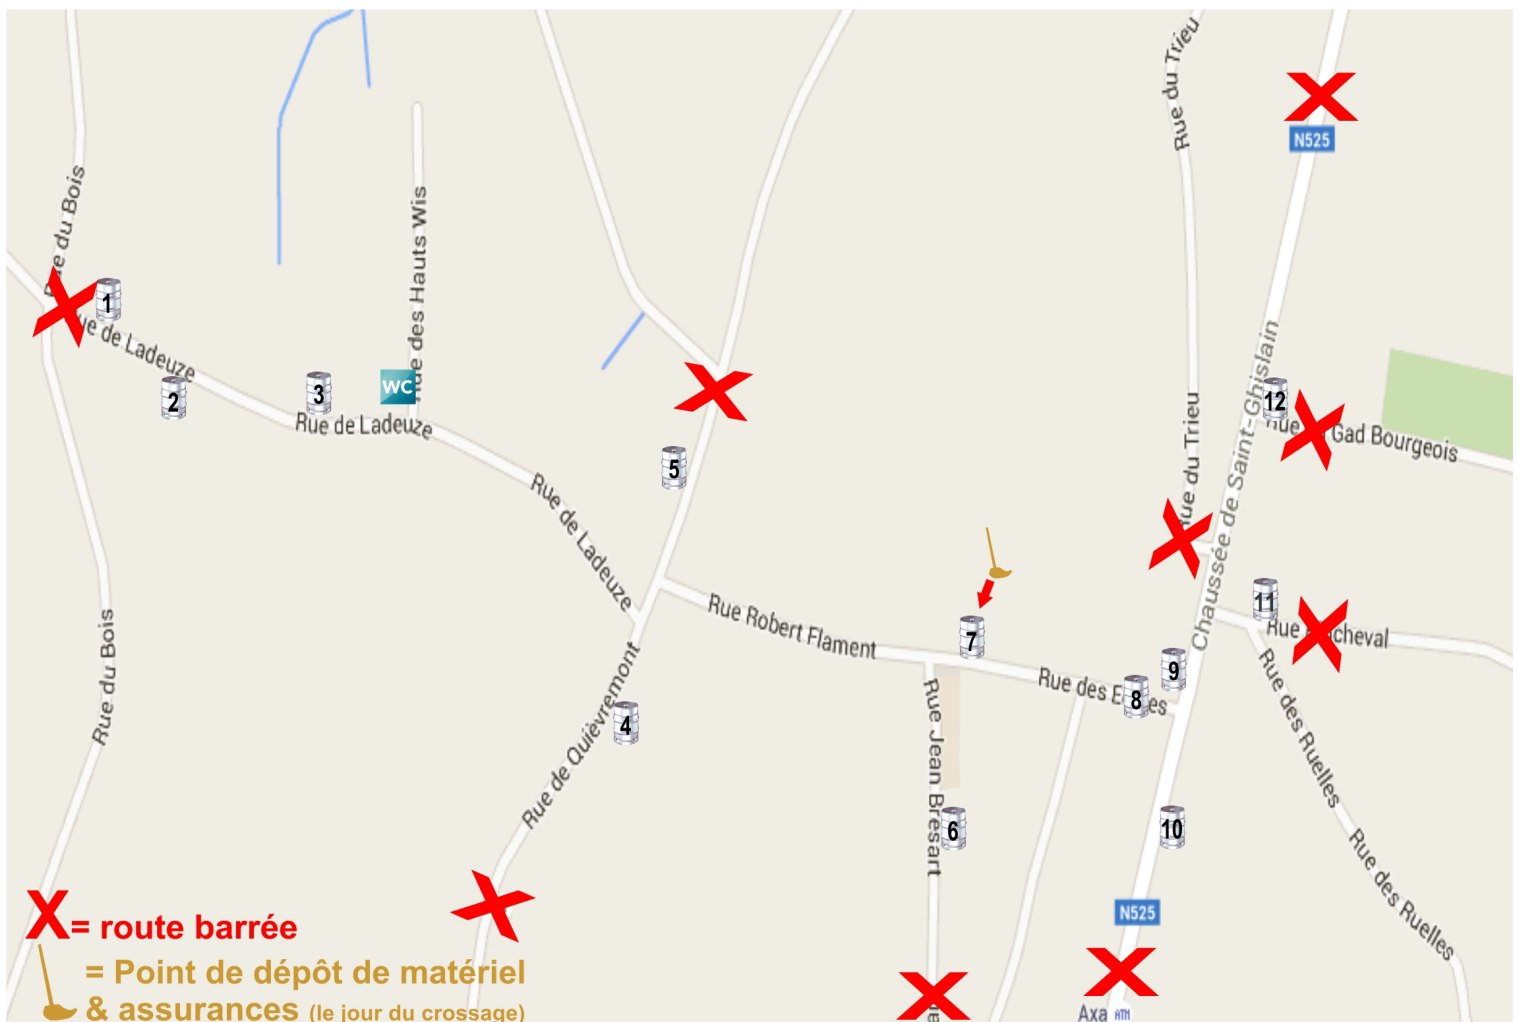 Rue du Trieu
N525
Rue du Bois
Rue des Hauts Wis
1
Rue de Ladeuze
2
3
WC
Rue de Ladeuze
Rue de Ladeuze
5
12
Rue Gad Bourgeois
Rue du Trieu
Chaussée de Saint-Ghislain
11
Rue cheval
Rue Robert Flament
7
9
Rue des
8
Rue du Bois
4
Rue de Quièvremont
Rue Jean Bresart
6
10
Rue des Ruelles
Rue des Ruelles
N525
X = route barrée
= Point de dépôt de matériel
& assurances (le jour du crossage)
Axa ATM